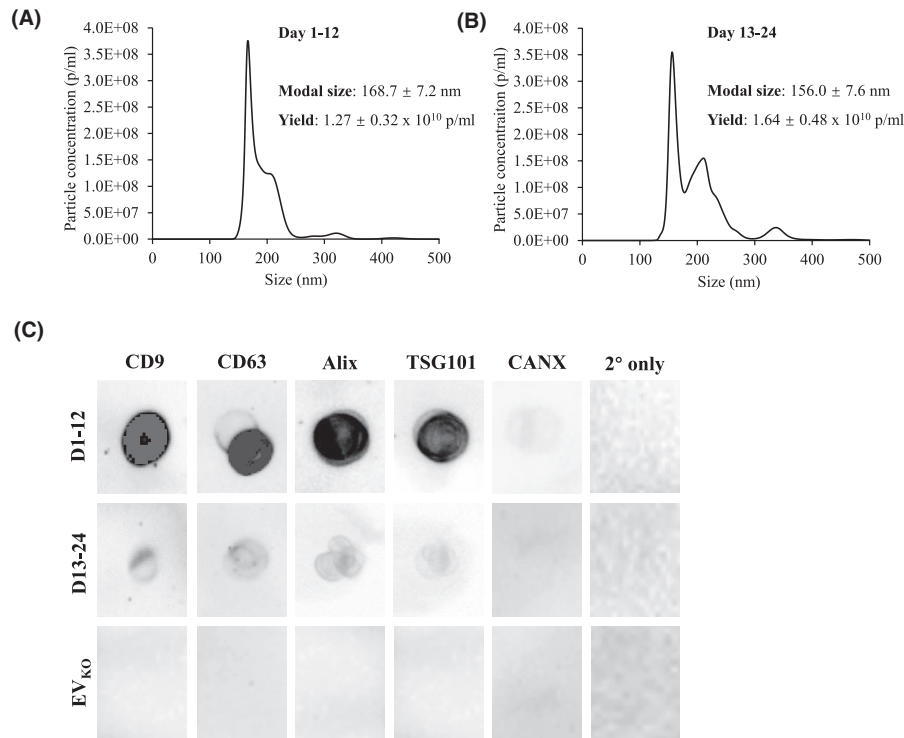 (A)
Particle concentration (p/ml)
4.0E+08
3.5E+08
3.0E+08
2.5E+08
2.0E+08
1.5E+08
1.0E+08
5.0E+07
0.0E+00
0 100 200 300 400 500
Size (nm)
Day 1-12
Modal size: 168.7 ± 7.2 nm
Yield: 1.27 ± 0.32 x 10¹⁰ p/ml
(B)
Particle concentraiton (p/ml)
4.0E+08
3.5E+08
3.0E+08
2.5E+08
2.0E+08
1.5E+08
1.0E+08
5.0E+07
0.0E+00
0 100 200 300 400 500
Size (nm)
Day 13-24
Modal size: 156.0 ± 7.6 nm
Yield: 1.64 ± 0.48 x 10¹⁰ p/ml
(C)
CD9 CD63 Alix TSG101 CANX 2° only
D1-12
D13-24
EV_KO